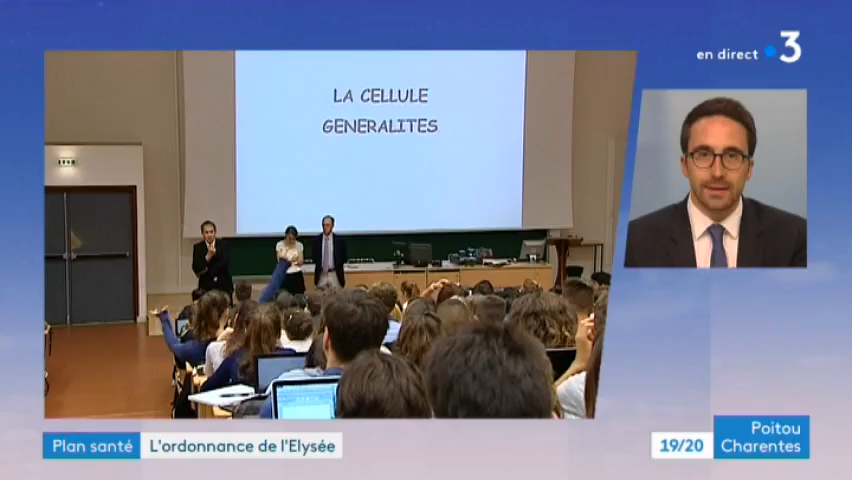 en direct 3
LA CELLULE
GENERALITES
Plan santé
L'ordonnance de l'Elysée
19/20
Poitou
Charentes